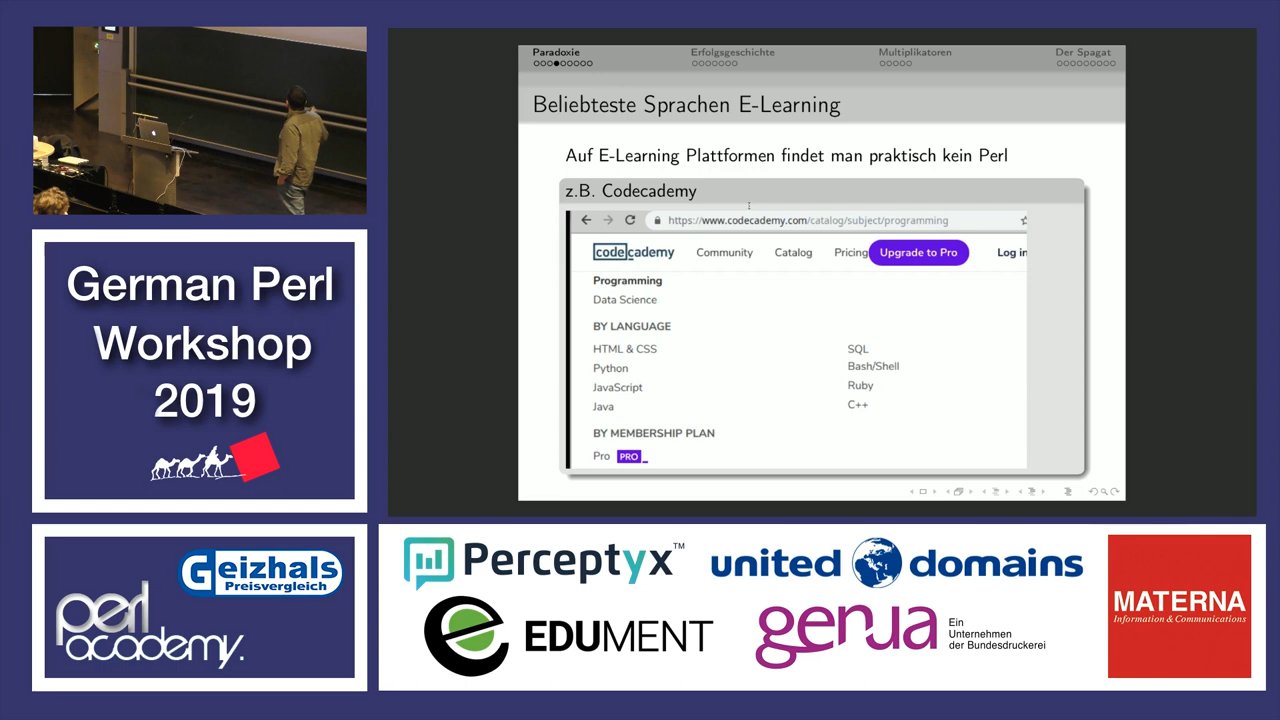 German Perl
Workshop
2019
Geizhals
Preisvergleich
perl
academy.
Paradoxie
Erfolgsgeschichte
Multiplikatoren
Der Spagat
Beliebteste Sprachen E-Learning
Auf E-Learning Plattformen findet man praktisch kein Perl
z.B. Codecademy
https://www.codecademy.com/catalog/subject/programming
codecademy
Community
Catalog
Pricing
Upgrade to Pro
Log in
Programming
Data Science
BY LANGUAGE
HTML & CSS
Python
JavaScript
Java
SQL
Bash/Shell
Ruby
C++
BY MEMBERSHIP PLAN
Pro PRO
Perceptyx™
united domains
EDUMENT
genua
Ein
Unternehmen
der Bundesdruckerei
MATERNA
Information & Communications